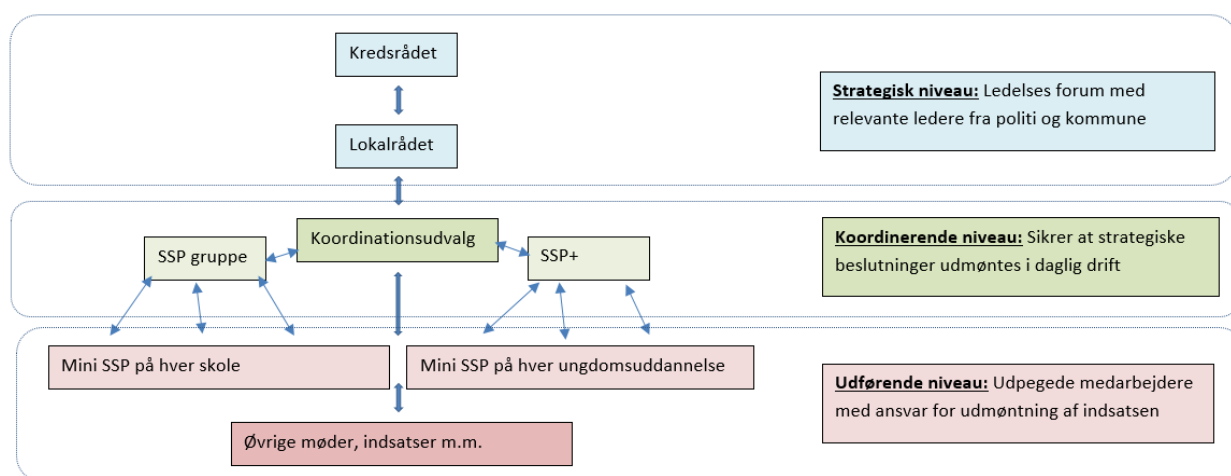 Kredsrådet
Strategisk niveau: Ledelses forum med
relevante ledere fra politi og kommune
Lokalrådet
Koordinationsudvalg
SSP gruppe
SSP+
Koordinerende niveau: Sikrer at strategiske
beslutninger udmøntes i daglig drift
Mini SSP på hver skole
Mini SSP på hver ungdomsuddannelse
Udførende niveau: Udpegede medarbejdere
med ansvar for udmøntning af indsatsen
Øvrige møder, indsatser m.m.